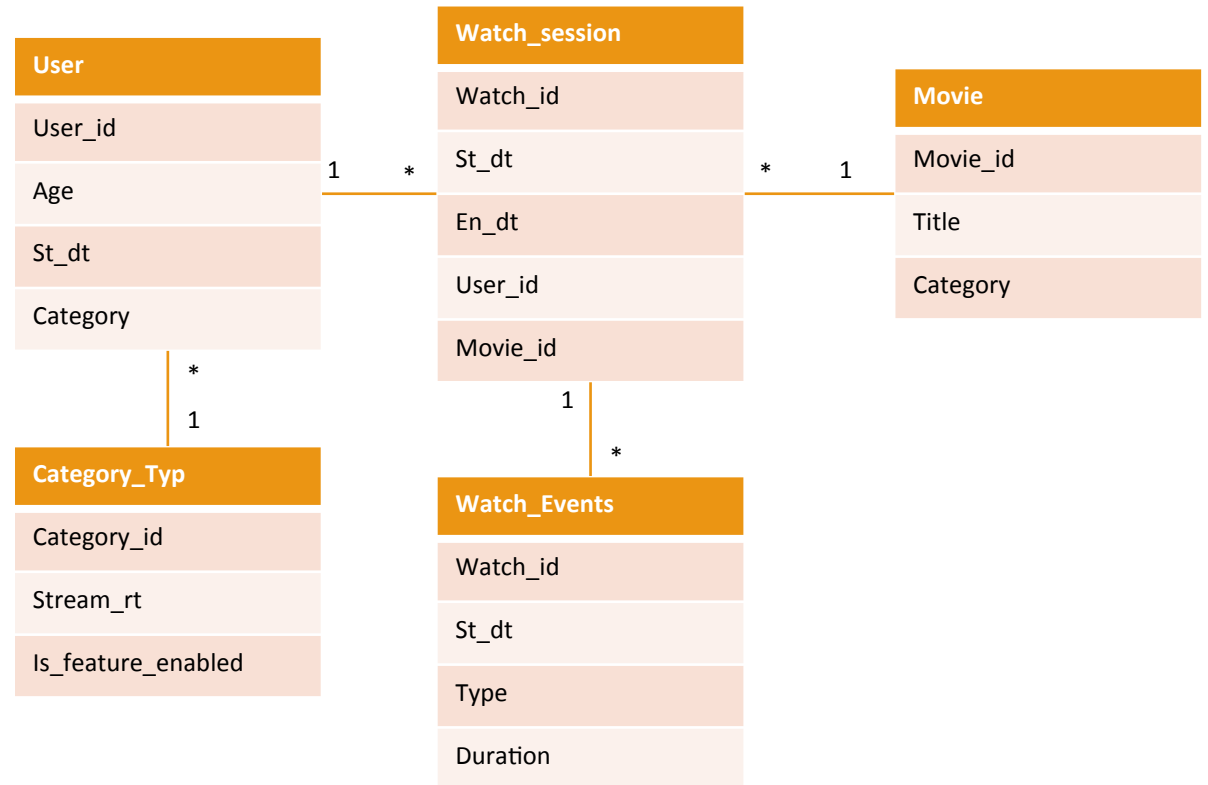 User
User_id
Age
St_dt
Category
1
*
Watch_session
Watch_id
St_dt
En_dt
User_id
Movie_id
*
1
Movie
Movie_id
Title
Category
*
1
Category_Typ
Category_id
Stream_rt
Is_feature_enabled
1
*
Watch_Events
Watch_id
St_dt
Type
Duration